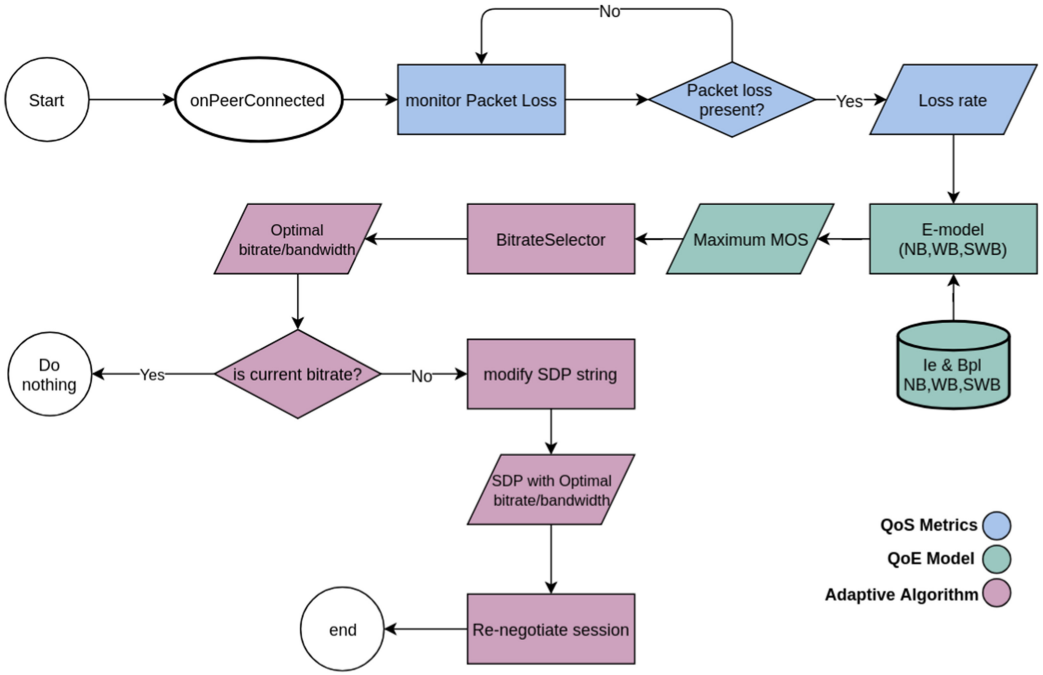 No
Start
onPeerConnected
monitor Packet Loss
Packet loss
present?
Yes
Loss rate
Optimal
bitrate/bandwidth
BitrateSelector
Maximum MOS
E-model
(NB,WB,SWB)
Ie & Bpl
NB,WB,SWB
Do
nothing
Yes
is current bitrate?
No
modify SDP string
SDP with Optimal
bitrate/bandwidth
QoS Metrics
QoE Model
Adaptive Algorithm
end
Re-negotiate session